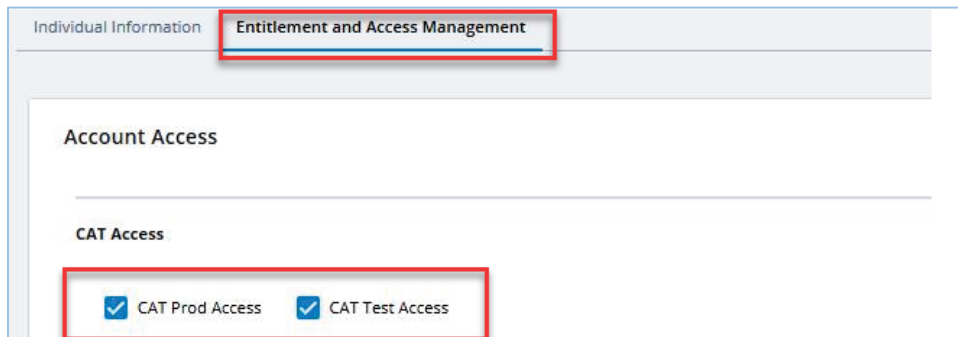 Individual Information Entitlement and Access Management
Account Access
CAT Access
CAT Prod Access CAT Test Access